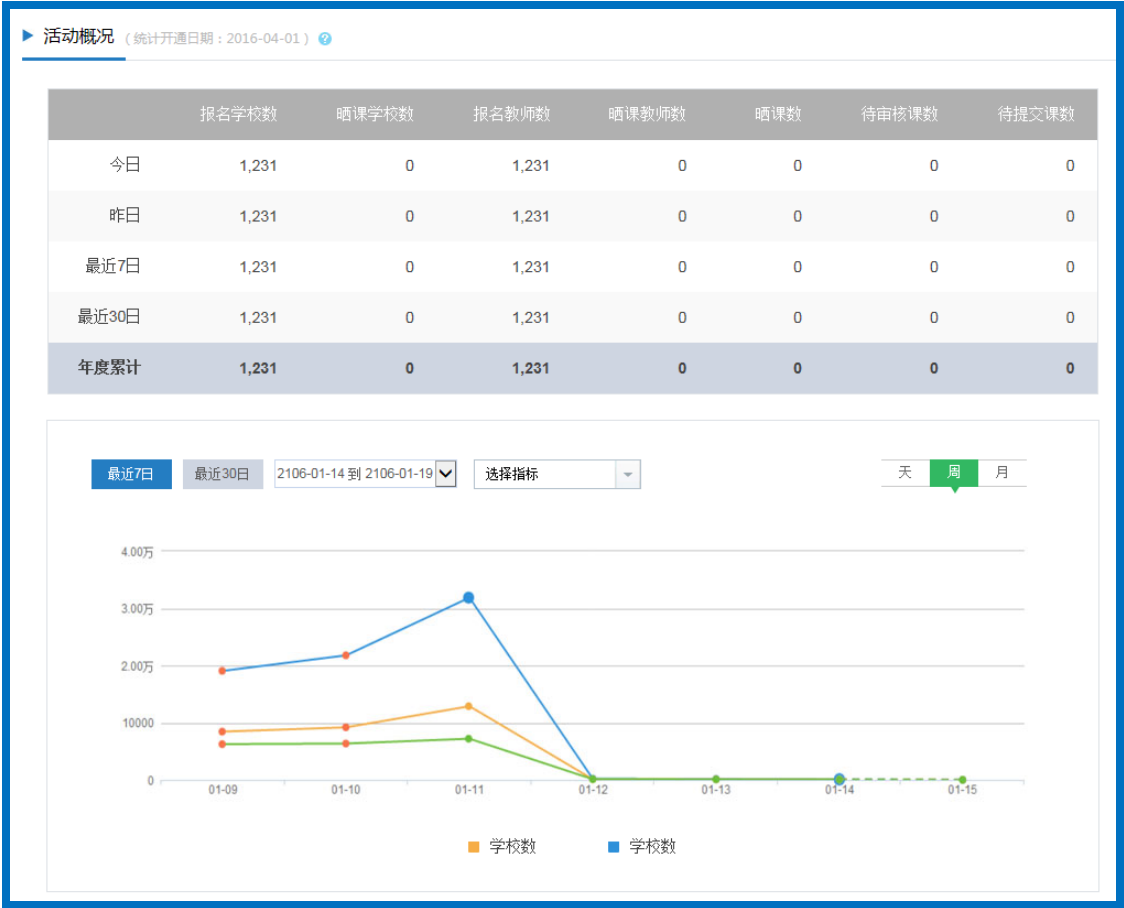 活动概况 （统计开通日期：2016-04-01） ?
报名学校数 晒课学校数 报名教师数 晒课教师数 晒课数 待审核课数 待提交课数
今日 1,231 0 1,231 0 0 0 0
昨日 1,231 0 1,231 0 0 0 0
最近7日 1,231 0 1,231 0 0 0 0
最近30日 1,231 0 1,231 0 0 0 0
年度累计 1,231 0 1,231 0 0 0 0
最近7日 最近30日 2106-01-14 到 2106-01-19 选择指标 天 周 月
4.00万
3.00万
2.00万
10000
0
01-09 01-10 01-11 01-12 01-13 01-14 01-15
学校数 学校数